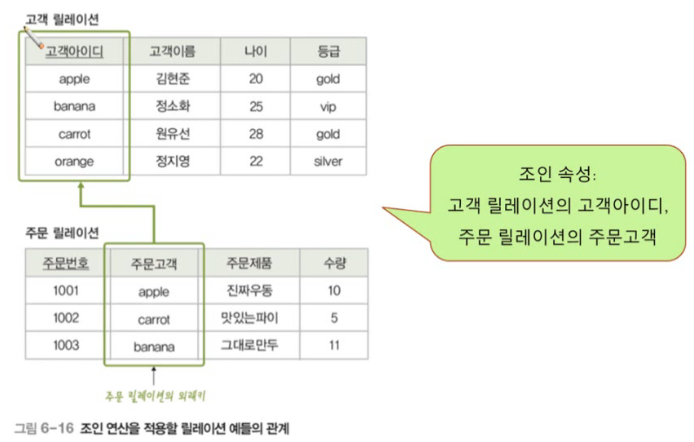 고객 릴레이션
고객아이디 고객이름 나이 등급
apple 김현준 20 gold
banana 정소화 25 vip
carrot 원유선 28 gold
orange 정지영 22 silver
조인 속성:
고객 릴레이션의 고객아이디,
주문 릴레이션의 주문고객
주문 릴레이션
주문번호 주문고객 주문제품 수량
1001 apple 진짜우동 10
1002 carrot 맛있는파이 5
1003 banana 그대로만두 11
주문 릴레이션의 외래키
그림 6-16 조인 연산을 적용할 릴레이션 예들의 관계